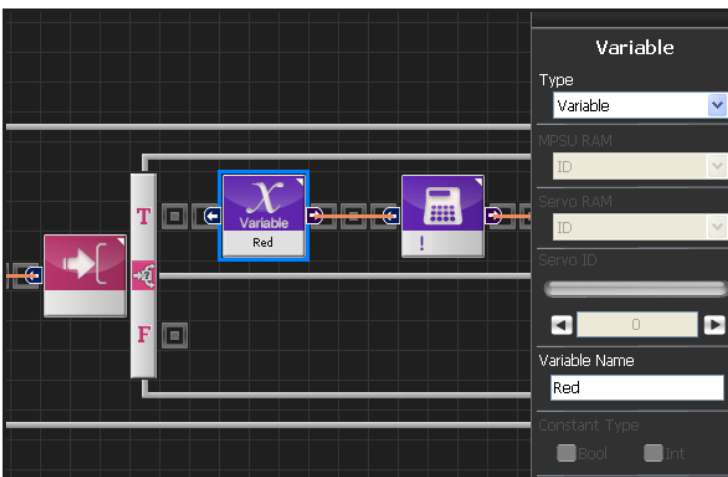 T
F
X
Variable
Red
!
?
Variable
Type
Variable
MPSU RAM
ID
Servo RAM
ID
Servo ID
0
Variable Name
Red
Constant Type
Bool
Int